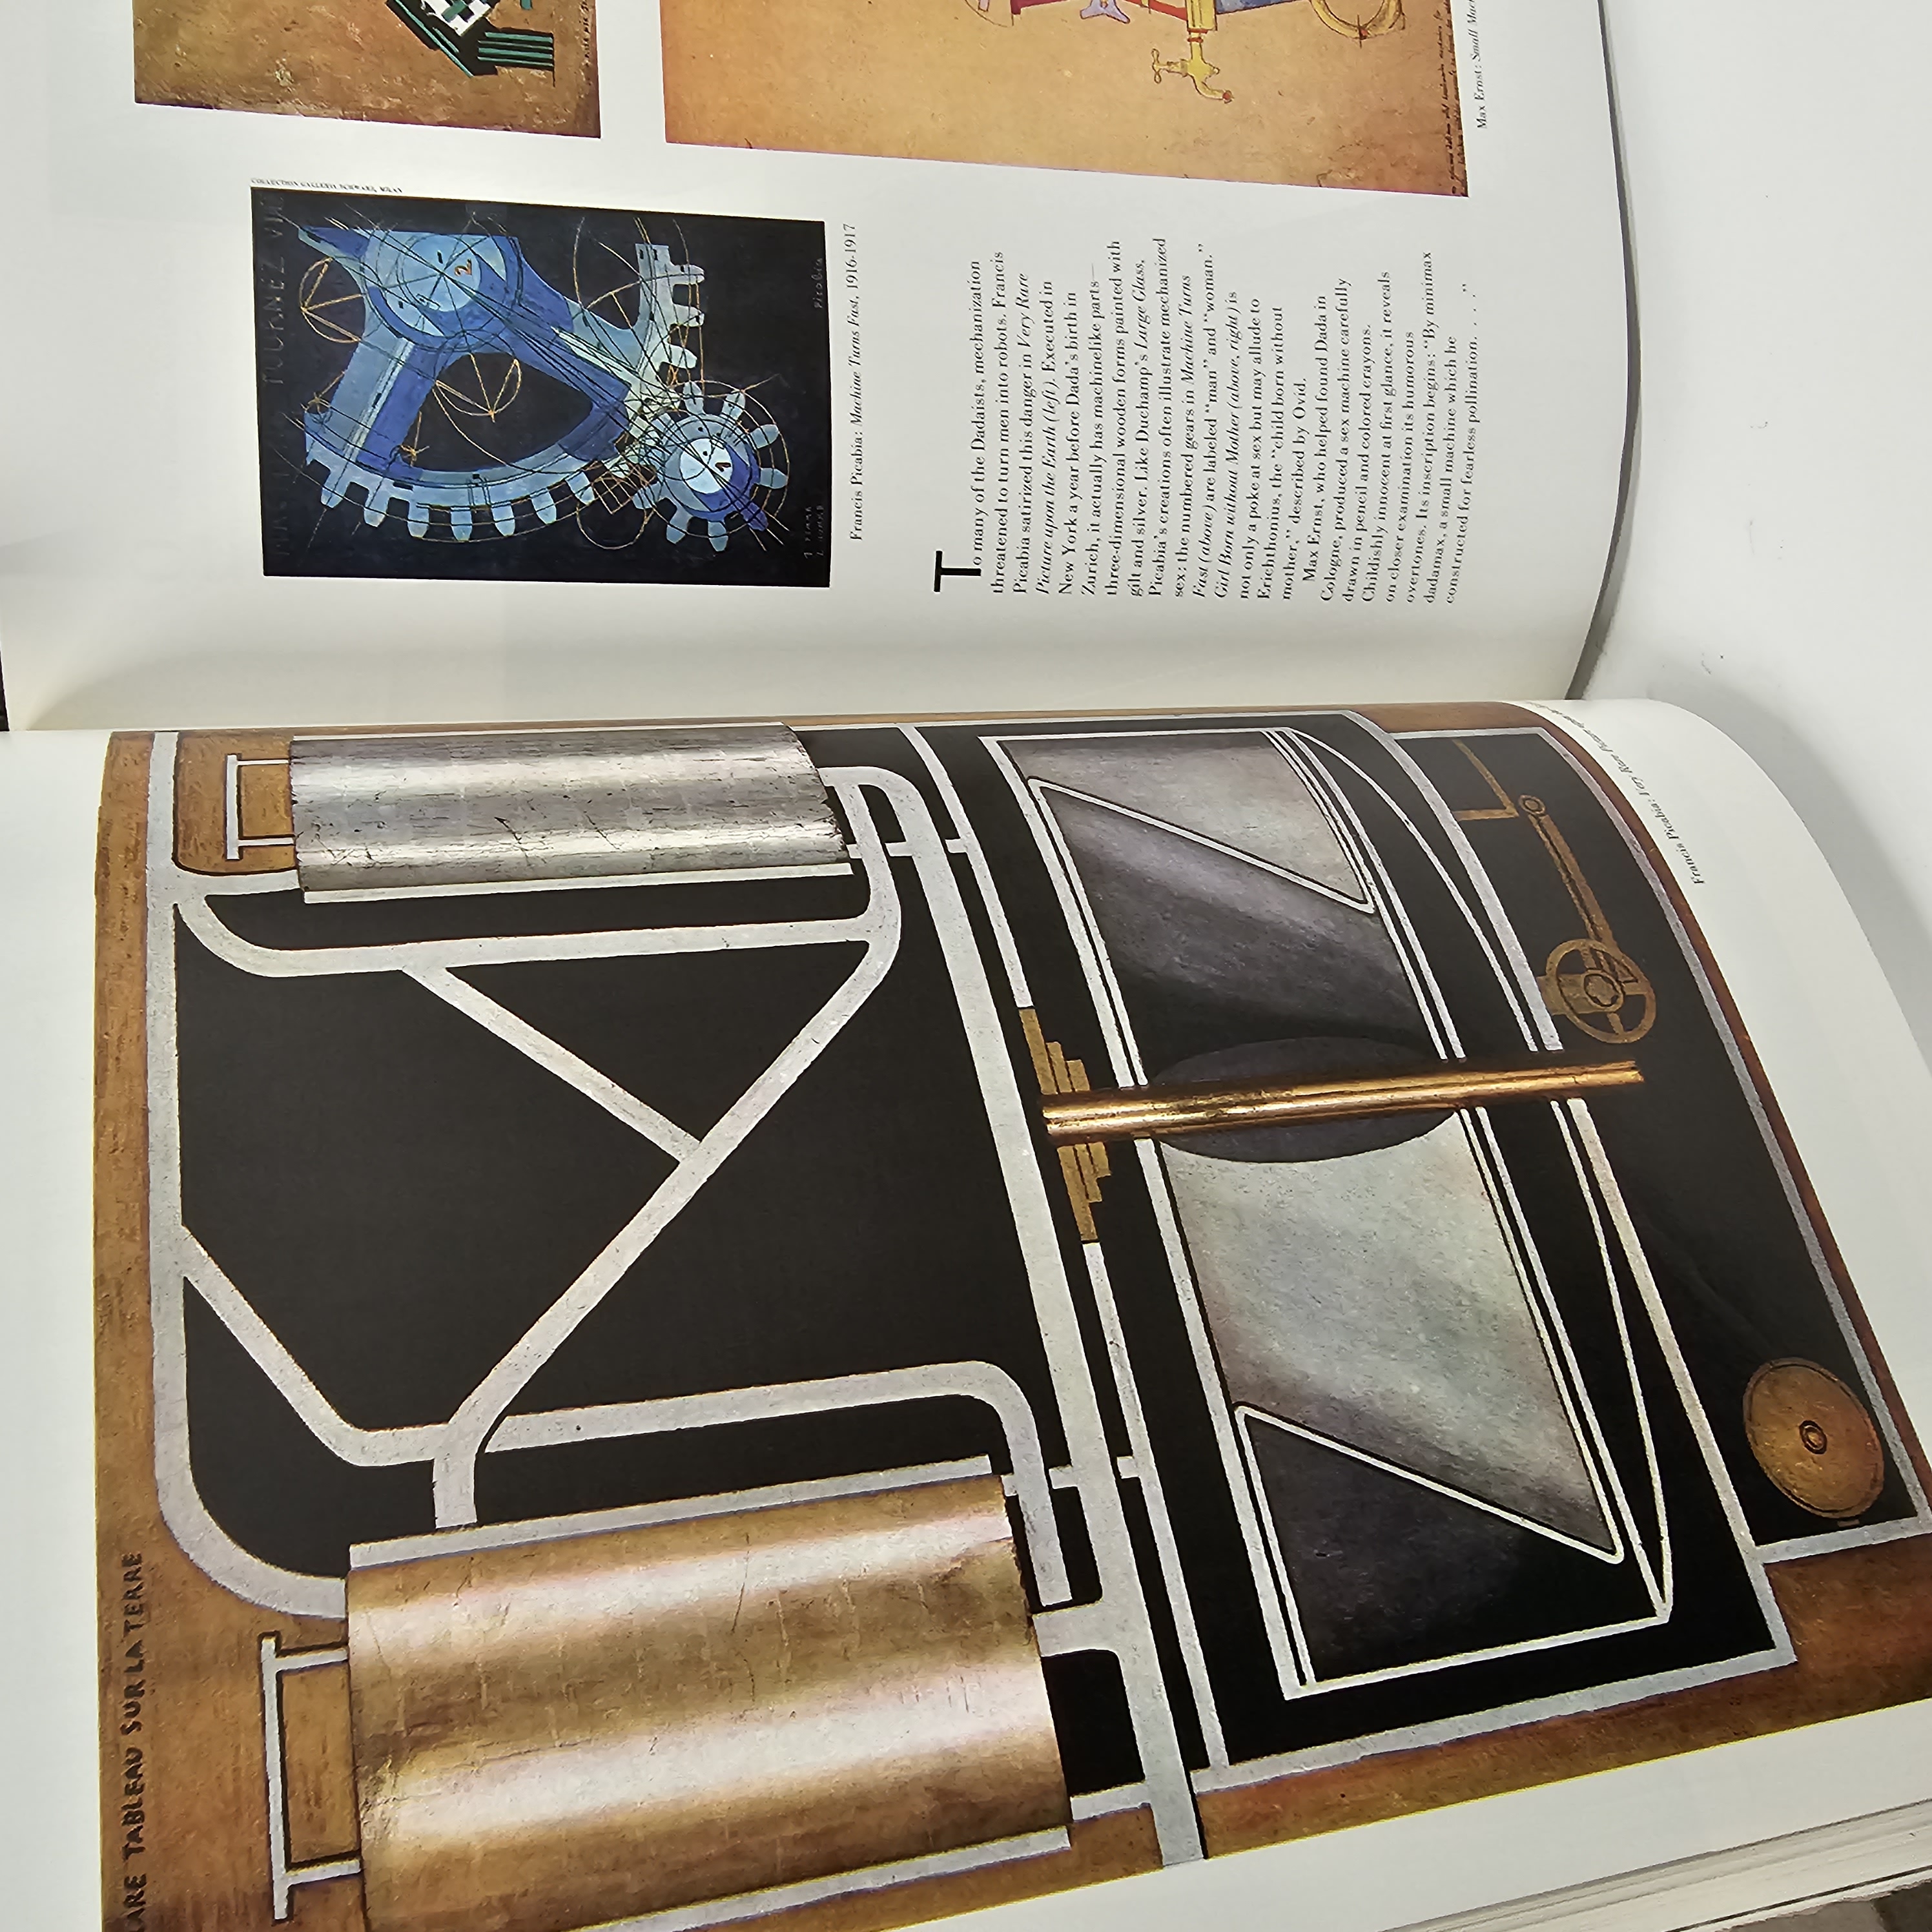 RARE TABLEAU SUR LA TERRE
Francis Picabia: Very Rare Picture
TOURNEZ
2
1
1 FEMME
2 HOMME
Picabia
Francis Picabia: Machine Turns Fast, 1916-1917
To many of the Dadaists, mechanization
threatened to turn men into robots. Francis
Picabia satirized this danger in Very Rare
Picture upon the Earth (left). Executed in
New York a year before Dada's birth in
Zurich, it actually has machinelike parts—
three-dimensional wooden forms painted with
gilt and silver. Like Duchamp's Large Glass,
Picabia's creations often illustrate mechanized
sex: the numbered gears in Machine Turns
Fast (above) are labeled “man” and “woman.”
Girl Born without Mother (above, right) is
not only a poke at sex but may allude to
Erichthonius, the “child born without
mother,” described by Ovid.
Max Ernst, who helped found Dada in
Cologne, produced a sex machine carefully
drawn in pencil and colored crayons.
Childishly innocent at first glance, it reveals
on closer examination its humorous
overtones. Its inscription begins: “By minimax
dadamax, a small machine which he
constructed for fearless pollination. . . .”
Max Ernst: Small